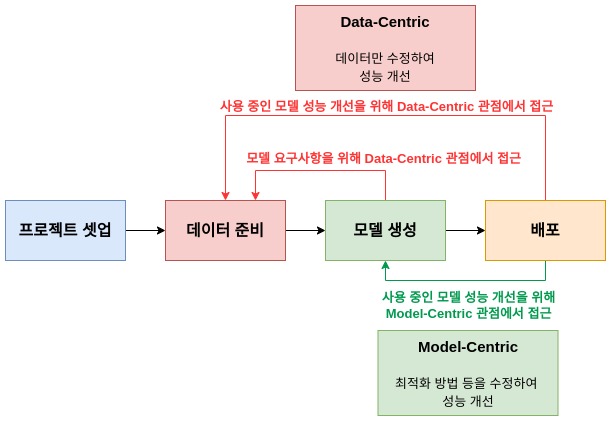 Data-Centric
데이터만 수정하여
성능 개선
사용 중인 모델 성능 개선을 위해 Data-Centric 관점에서 접근
모델 요구사항을 위해 Data-Centric 관점에서 접근
프로젝트 셋업
데이터 준비
모델 생성
배포
사용 중인 모델 성능 개선을 위해
Model-Centric 관점에서 접근
Model-Centric
최적화 방법 등을 수정하여
성능 개선